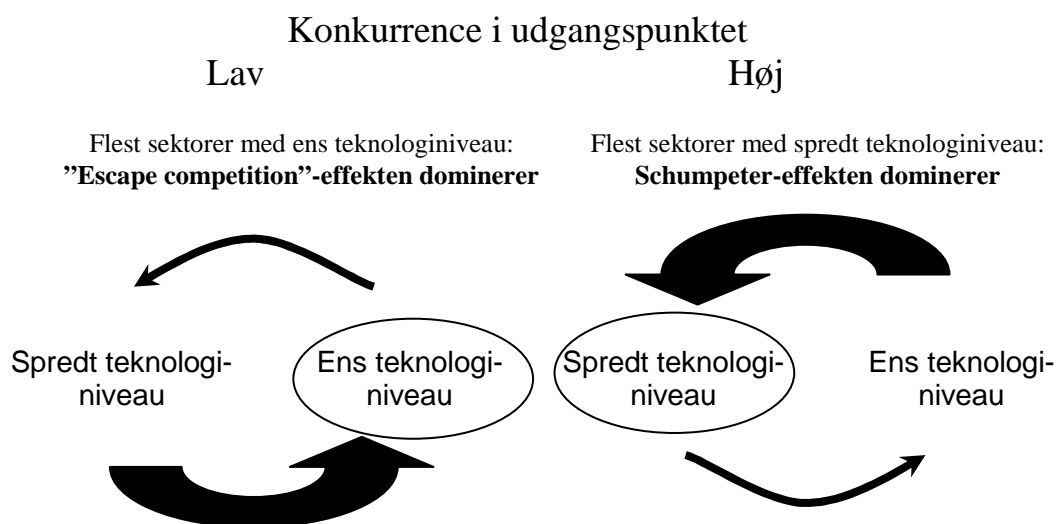 Konkurrence i udgangspunktet
Lav
Høj
Flest sektorer med ens teknologiniveau:
”Escape competition”-effekten dominerer
Flest sektorer med spredt teknologiniveau:
Schumpeter-effekten dominerer
Spredt teknologi-
niveau
Ens teknologi-
niveau
Spredt teknologi-
niveau
Ens teknologi-
niveau